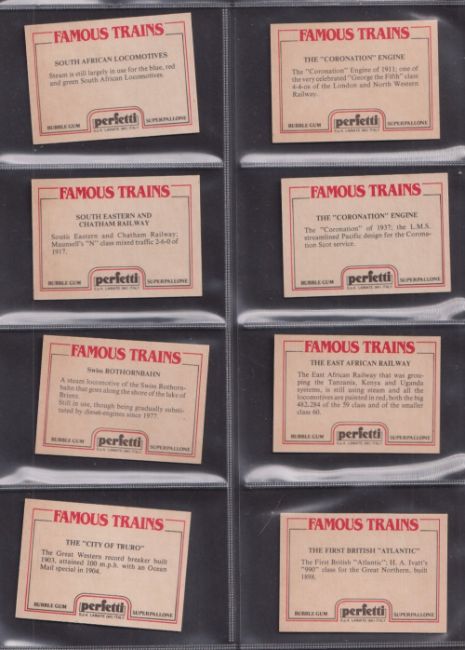 FAMOUS TRAINS
SOUTH AFRICAN LOCOMOTIVES
Steam is still largely in use for the blue, red
and green South African Locomotives.
BUBBLE GUM
perfetti
SUPERPALLONE
FAMOUS TRAINS
THE "CORONATION" ENGINE
The "Coronation" Engine of 1911; one of
the very celebrated "George the Fifth" class
4-4-os of the London and North Western
Railway.
BUBBLE GUM
perfetti
SUPERPALLONE
FAMOUS TRAINS
SOUTH EASTERN AND
CHATHAM RAILWAY
South Eastern and Chatham Railway;
Maunsell's "N" class mixed traffic 2-6-0 of
1917.
BUBBLE GUM
perfetti
SUPERPALLONE
FAMOUS TRAINS
THE "CORONATION" ENGINE
The "Coronation" of 1937; the L.M.S.
streamlined Pacific design for the Corona-
tion Scot service.
BUBBLE GUM
perfetti
SUPERPALLONE
FAMOUS TRAINS
Swiss ROTHORNBAHN
A steam locomotive of the Swiss Rothorn-
bahn that goes along the shore of the lake of
Brienz.
Still in use, though being gradually substi-
tuted by diesel-engines since 1977.
BUBBLE GUM
perfetti
SUPERPALLONE
FAMOUS TRAINS
THE EAST AFRICAN RAILWAY
The East African Railway that was grou-
ping the Tanzania, Kenya and Uganda
systems, is still using steam and all the
locomotives are painted in red; both the big
482,284 of the 59 class and of the smaller
class 60.
BUBBLE GUM
perfetti
SUPERPALLONE
FAMOUS TRAINS
THE "CITY OF TRURO"
The Great Western record breaker built
1903, attained 100 m.p.h. with an Ocean
Mail special in 1904.
BUBBLE GUM
perfetti
SUPERPALLONE
FAMOUS TRAINS
THE FIRST BRITISH "ATLANTIC"
The First British "Atlantic"; H. A. Ivatt's
"990" class for the Great Northern, built
1898.
BUBBLE GUM
perfetti
SUPERPALLONE